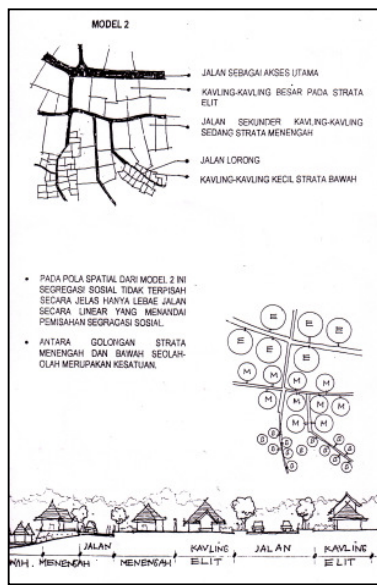 MODEL 2
JALAN SEBAGAI AKSES UTAMA
KAVLING-KAVLING BESAR PADA STRATA
ELIT
JALAN SEKUNDER KAVLING-KAVLING
SEDANG STRATA MENENGAH
JALAN LORONG
KAVLING-KAVLING KECIL STRATA BAWAH
• PADA POLA SPATIAL DARI MODEL 2 INI
SEGREGASI SOSIAL TIDAK TERPISAH
SECARA JELAS HANYA LEBAE JALAN
SECARA LINEAR YANG MENANDAI
PEMISAHAN SEGRACASI SOSIAL.
• ANTARA GOLONGAN STRATA
MENENGAH DAN BAWAH SEOLAH-
OLAH MERUPAKAN KESATUAN.
E E
E E
E E
E
M M
M M M
M M M
M M
JALAN KAVLING JALAN KAVLING
WAH. MENENGAH MENENGAH ELIT ELIT